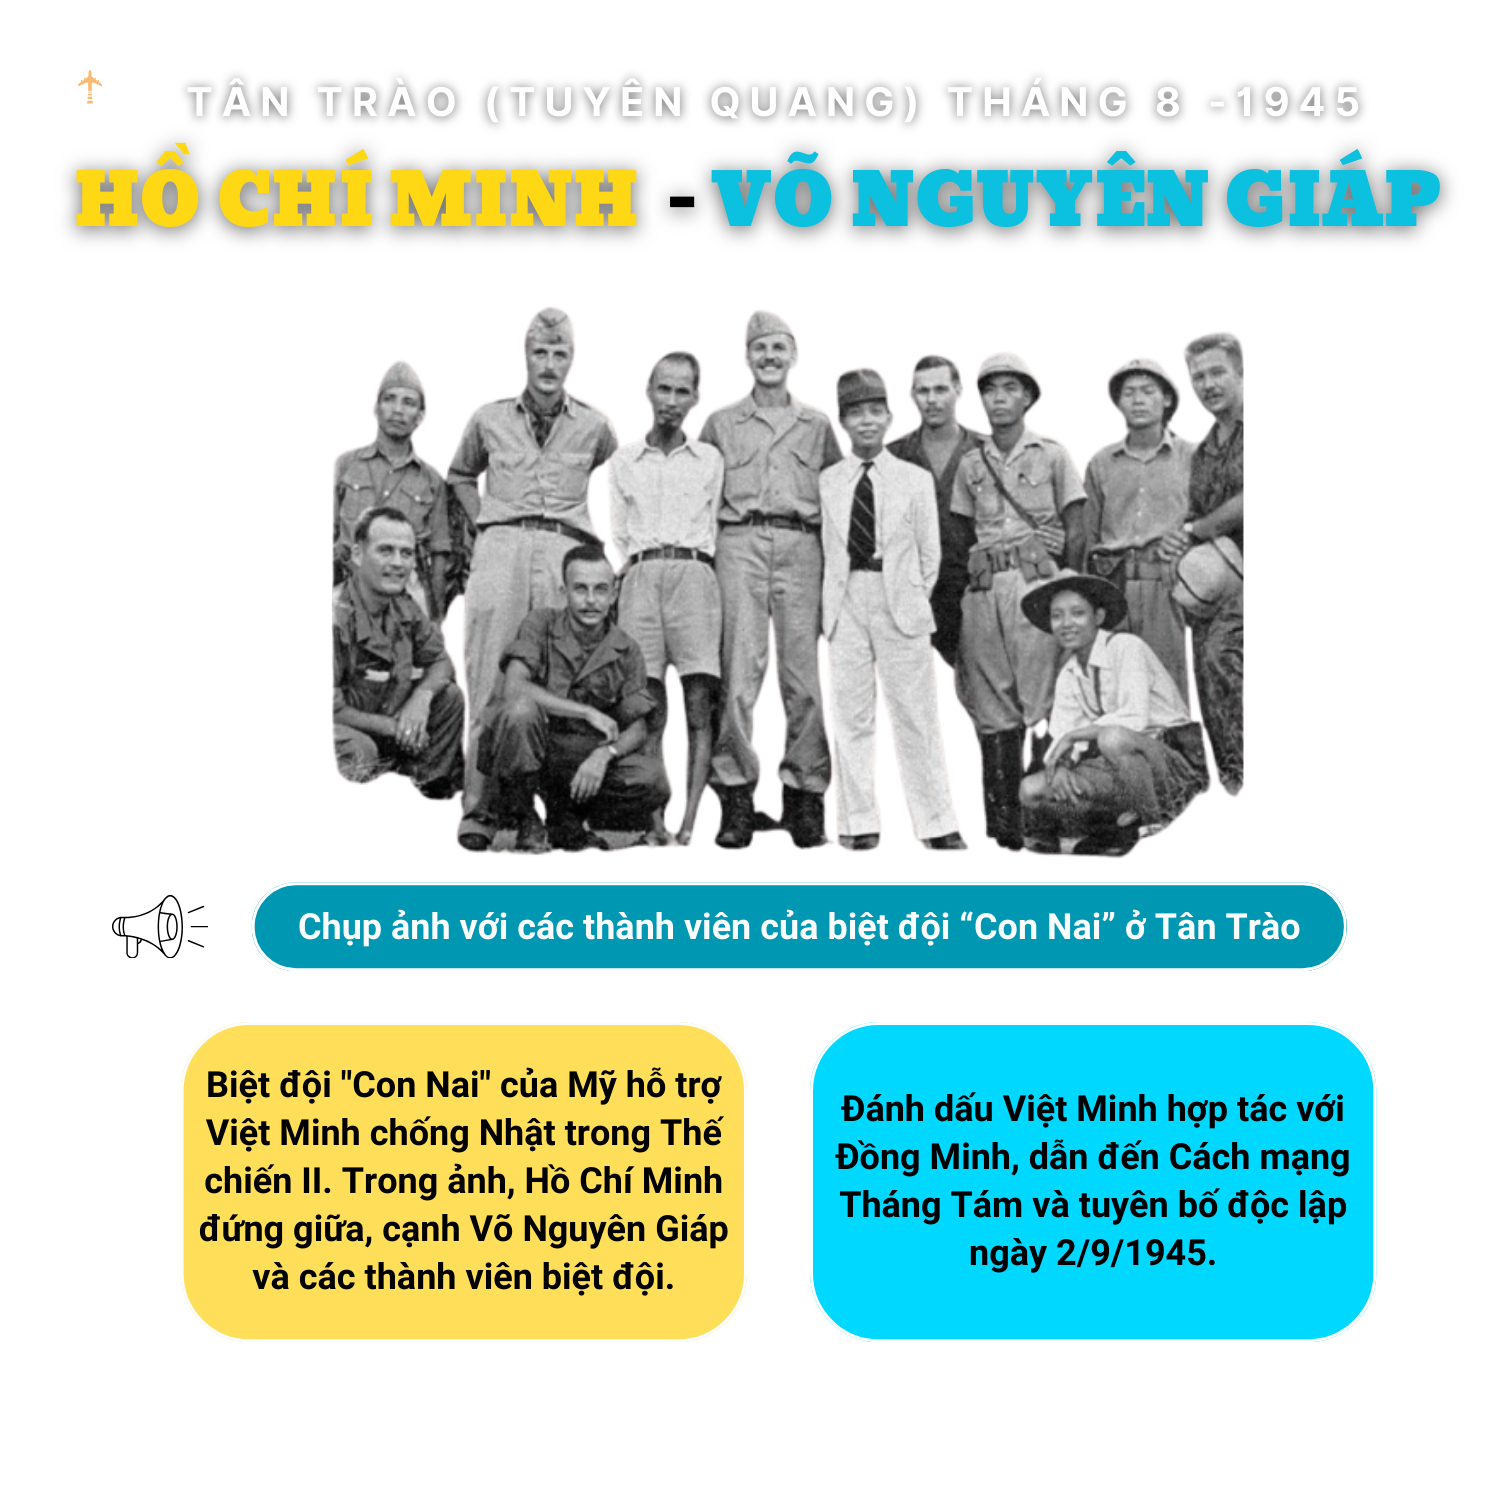 TÂN TRÀO (TUYÊN QUANG) THÁNG 8 -1945
HỒ CHÍ MINH - VÕ NGUYÊN GIÁP
Chụp ảnh với các thành viên của biệt đội “Con Nai” ở Tân Trào
Biệt đội "Con Nai" của Mỹ hỗ trợ
Việt Minh chống Nhật trong Thế
chiến II. Trong ảnh, Hồ Chí Minh
đứng giữa, cạnh Võ Nguyên Giáp
và các thành viên biệt đội.
Đánh dấu Việt Minh hợp tác với
Đồng Minh, dẫn đến Cách mạng
Tháng Tám và tuyên bố độc lập
ngày 2/9/1945.